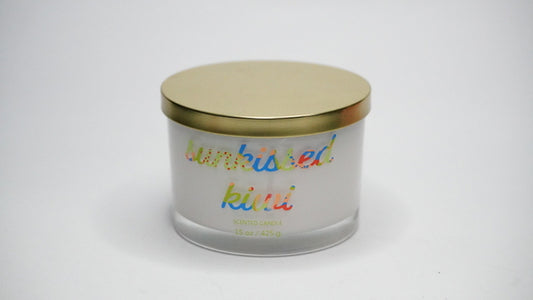 sunkissed
kiwi
SCENTED CANDLE
15 oz / 425 g